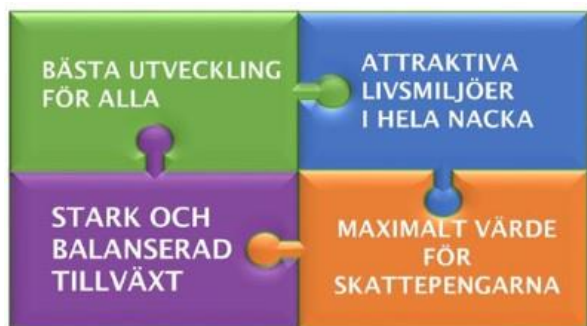 BÄSTA UTVECKLING
FÖR ALLA
ATTRAKTIVA
LIVSMILJÖER
I HELA NACKA
STARK OCH
BALANSERAD
TILLVÄXT
MAXIMALT VÄRDE
FÖR
SKATTEPENGARNA